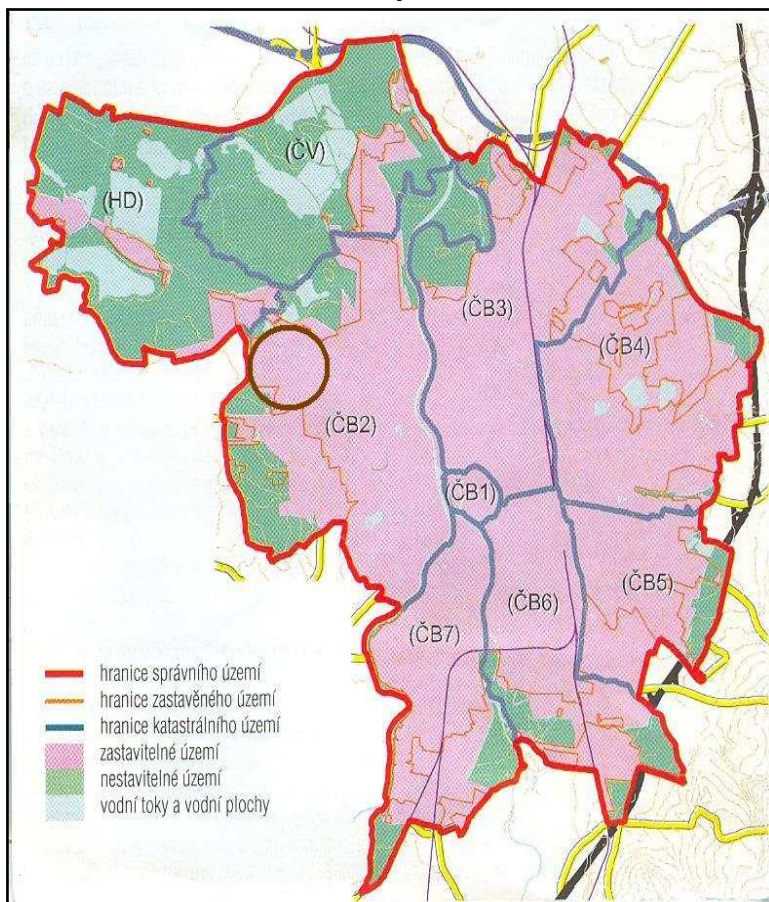 (ČV)
(HD)
(ČB3)
(ČB4)
(ČB2)
(ČB1)
(ČB5)
(ČB6)
(ČB7)
hranice správního území
hranice zastavěného území
hranice katastrálního území
zastavitelné území
nestavitelné území
vodní toky a vodní plochy